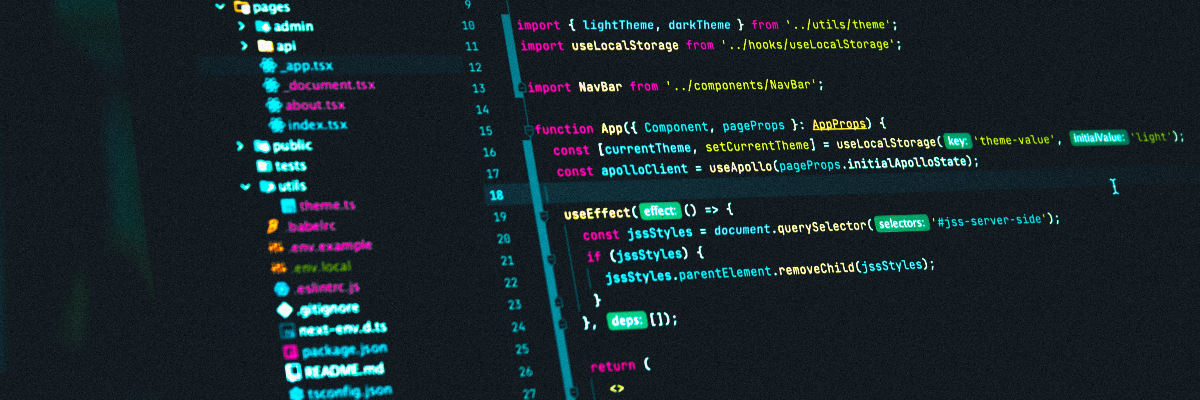 pages
admin
api
_app.tsx
_document.tsx
about.tsx
index.tsx
public
tests
utils
theme.ts
.babelrc
.env.example
.env.local
.eslintrc.js
.gitignore
next-env.d.ts
package.json
README.md
tsconfig.json
9
10 import { lightTheme, darkTheme } from '../utils/theme';
11 import useLocalStorage from '../hooks/useLocalStorage';
12
13 import NavBar from '../components/NavBar';
14
15 function App({ Component, pageProps }: AppProps) {
16 const [currentTheme, setCurrentTheme] = useLocalStorage( key: 'theme-value', initialValue: 'light');
17 const apolloClient = useApollo(pageProps.initialApolloState);
18
19 useEffect( effect: () => {
20 const jssStyles = document.querySelector( selectors: '#jss-server-side');
21 if (jssStyles) {
22 jssStyles.parentElement.removeChild(jssStyles);
23 }
24 }, deps: []);
25
26 return (
27 <>